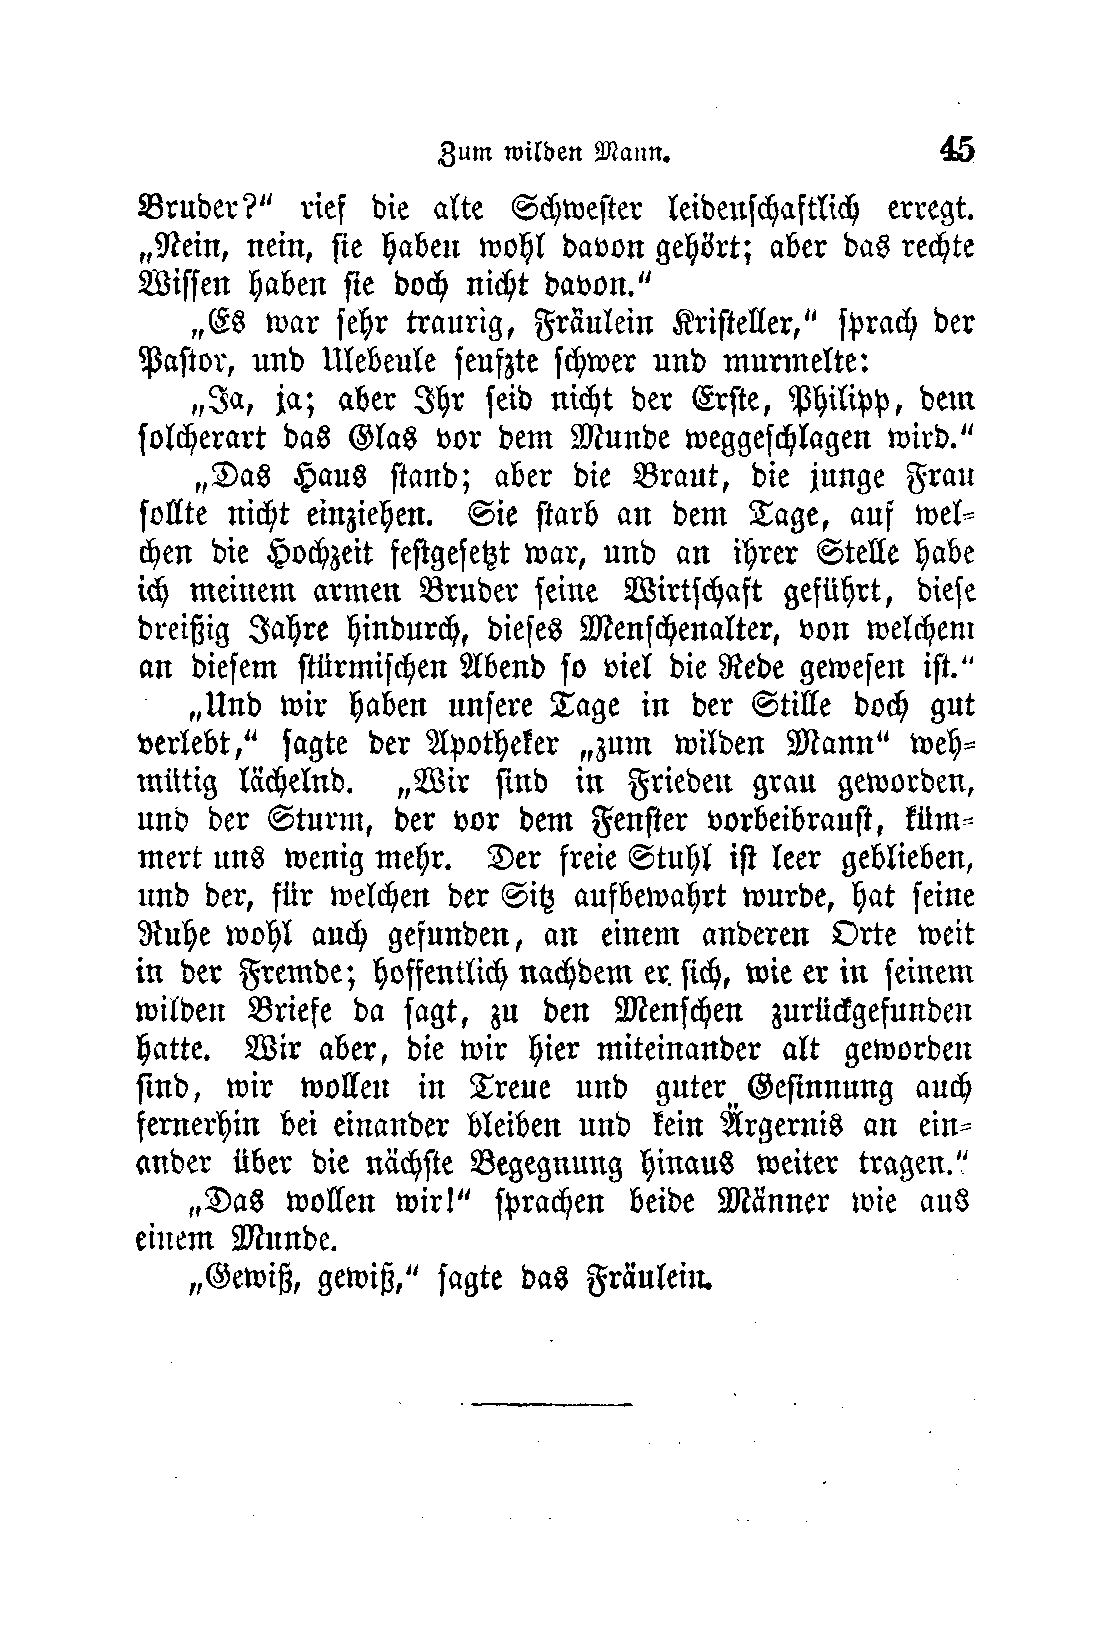 Zum wilden Mann. 45
Bruder?“ rief die alte Schweſter leidenſchaftlich erregt.
„Nein, nein, ſie haben wohl davon gehört; aber das rechte
Wiſſen haben ſie doch nicht davon.“
„Es war ſehr traurig, Fräulein Kriſteller,“ ſprach der
Paſtor, und Ulebeule ſeufzte ſchwer und murmelte:
„Ja, ja; aber Ihr ſeid nicht der Erſte, Philipp, dem
ſolcherart das Glas vor dem Munde weggeſchlagen wird.“
„Das Haus ſtand; aber die Braut, die junge Frau
ſollte nicht einziehen. Sie ſtarb an dem Tage, auf wel=
chen die Hochzeit feſtgeſetzt war, und an ihrer Stelle habe
ich meinem armen Bruder ſeine Wirtſchaft geführt, dieſe
dreißig Jahre hindurch, dieſes Menſchenalter, von welchem
an dieſem ſtürmiſchen Abend ſo viel die Rede geweſen iſt.“
„Und wir haben unſere Tage in der Stille doch gut
verlebt,“ ſagte der Apotheker „zum wilden Mann“ weh=
mütig lächelnd. „Wir ſind in Frieden grau geworden,
und der Sturm, der vor dem Fenſter vorbeibrauſt, küm=
mert uns wenig mehr. Der freie Stuhl iſt leer geblieben,
und der, für welchen der Sitz aufbewahrt wurde, hat ſeine
Ruhe wohl auch gefunden, an einem anderen Orte weit
in der Fremde; hoffentlich nachdem er ſich, wie er in ſeinem
wilden Briefe da ſagt, zu den Menſchen zurückgefunden
hatte. Wir aber, die wir hier miteinander alt geworden
ſind, wir wollen in Treue und guter Geſinnung auch
fernerhin bei einander bleiben und kein Ärgernis an ein=
ander über die nächſte Begegnung hinaus weiter tragen.“
„Das wollen wir!“ ſprachen beide Männer wie aus
einem Munde.
„Gewiß, gewiß,“ ſagte das Fräulein.